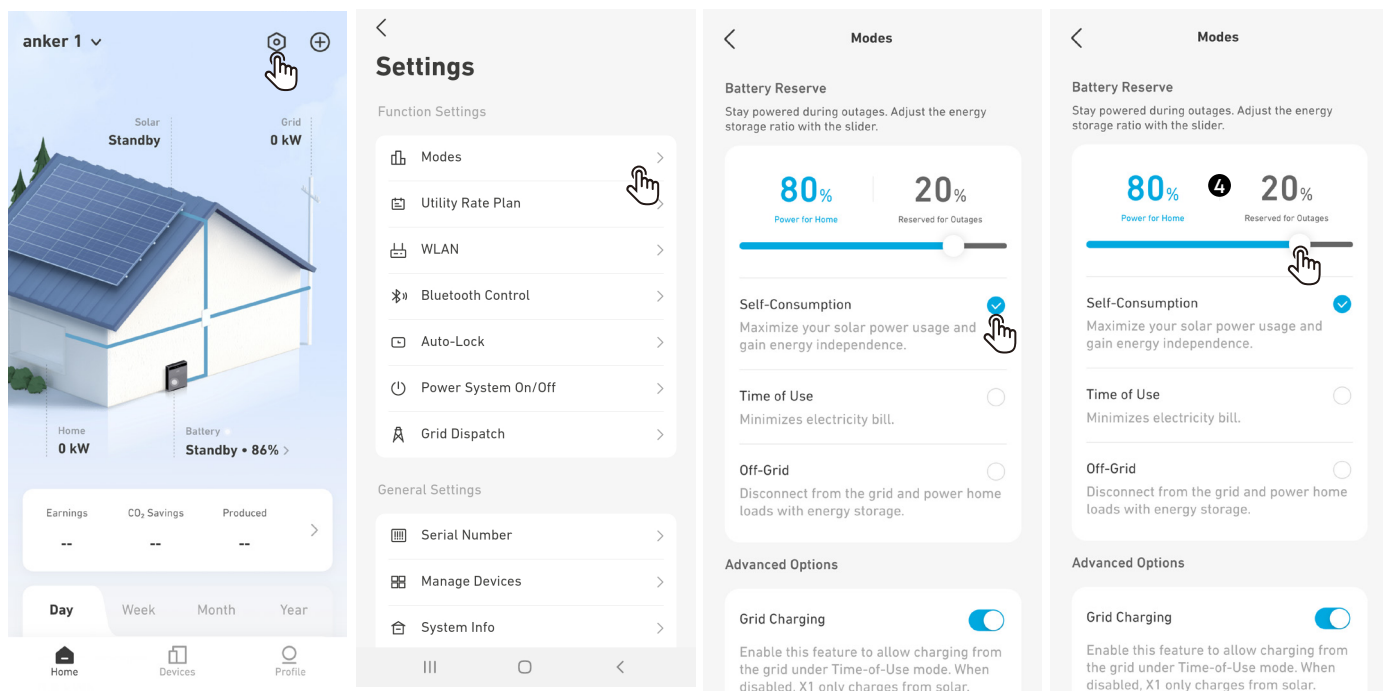 anker 1
Solar
Standby
Grid
0 kW
Home
0 kW
Battery
Standby • 86% >
Earnings
CO₂ Savings
Produced
--
--
--
Day
Week
Month
Year
Home
Devices
Profile
Settings
Function Settings
Modes
Utility Rate Plan
WLAN
Bluetooth Control
Auto-Lock
Power System On/Off
Grid Dispatch
General Settings
Serial Number
Manage Devices
System Info
Modes
Battery Reserve
Stay powered during outages. Adjust the energy
storage ratio with the slider.
80%
Power for Home
20%
Reserved for Outages
Self-Consumption
Maximize your solar power usage and
gain energy independence.
Time of Use
Minimizes electricity bill.
Off-Grid
Disconnect from the grid and power home
loads with energy storage.
Advanced Options
Grid Charging
Enable this feature to allow charging from
the grid under Time-of-Use mode. When
disabled, X1 only charges from solar.
Modes
Battery Reserve
Stay powered during outages. Adjust the energy
storage ratio with the slider.
80%
Power for Home
4
20%
Reserved for Outages
Self-Consumption
Maximize your solar power usage and
gain energy independence.
Time of Use
Minimizes electricity bill.
Off-Grid
Disconnect from the grid and power home
loads with energy storage.
Advanced Options
Grid Charging
Enable this feature to allow charging from
the grid under Time-of-Use mode. When
disabled, X1 only charges from solar.